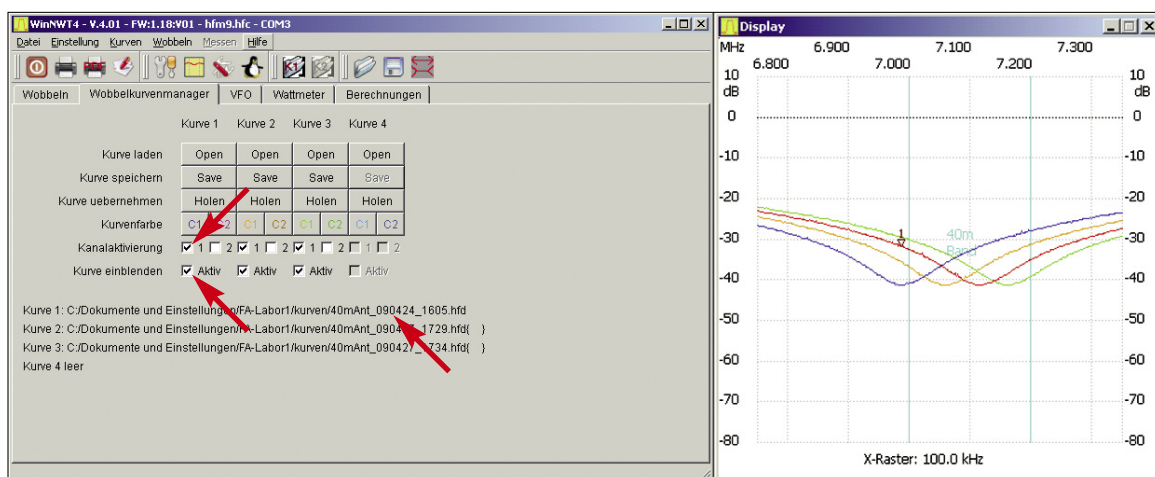 WinNWT4 - V.4.01 - FW:1.18:V01 - hfm9.hfc - COM3
Datei Einstellung Kurven Wobbeln Messen Hilfe
PDF K1
Wobbeln Wobbelkurvenmanager VFO Wattmeter Berechnungen
Kurve 1 Kurve 2 Kurve 3 Kurve 4
Kurve laden Open Open Open Open
Kurve speichern Save Save Save Save
Kurve uebernehmen Holen Holen Holen Holen
Kurvenfarbe C1 C2 C1 C2 C1 C2 C1 C2
Kanalaktivierung 1 2 1 2 1 2 1 2
Kurve einblenden Aktiv Aktiv Aktiv Aktiv
Kurve 1: C:/Dokumente und Einstellungen/FA-Labor1/kurven/40mAnt_090424_1605.hfd
Kurve 2: C:/Dokumente und Einstellungen/FA-Labor1/kurven/ _1729.hfd( )
Kurve 3: C:/Dokumente und Einstellungen/FA-Labor1/kurven/ 734.hfd( )
Kurve 4 leer
Display
MHz 6.900 7.100 7.300
6.800 7.000 7.200
10 10
dB dB
0 0
-10 -10
-20 -20
1
40m
Band
-30 -30
-40 -40
-50 -50
-60 -60
-70 -70
-80 -80
X-Raster: 100.0 kHz